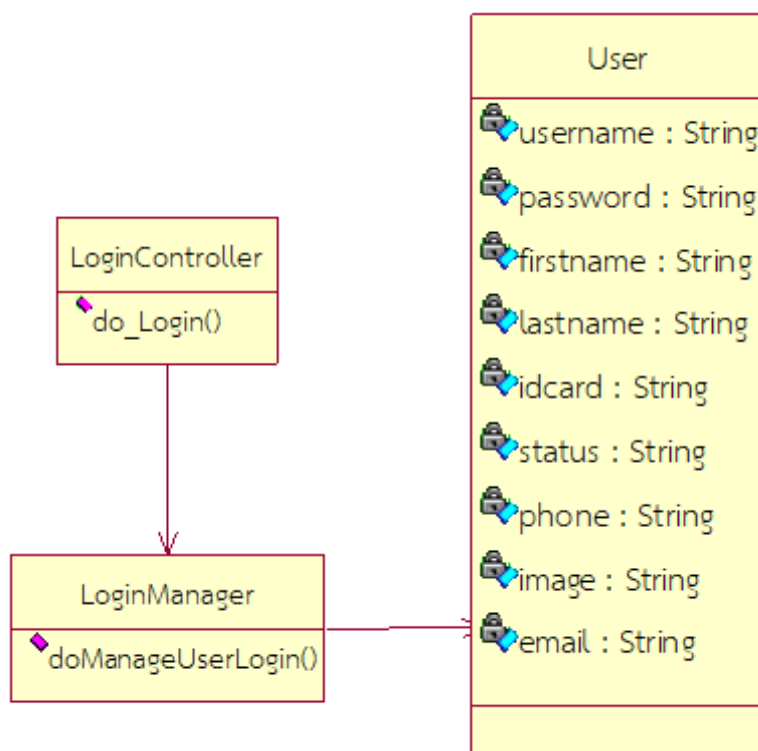 User
username : String
password : String
firstname : String
lastname : String
idcard : String
status : String
phone : String
image : String
email : String
LoginController
do_Login()
LoginManager
doManageUserLogin()